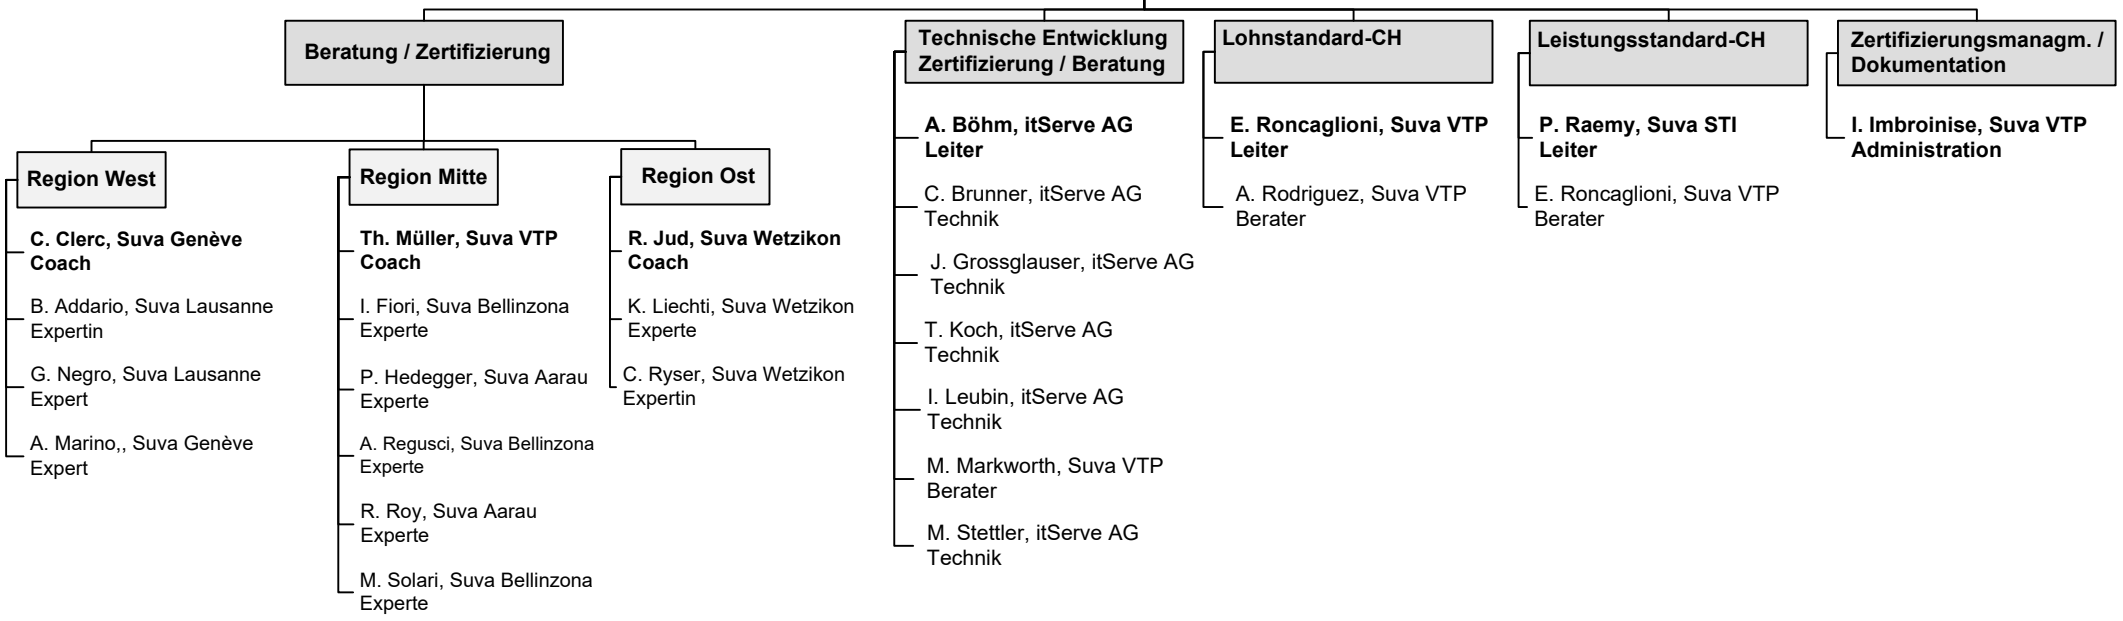 Beratung / Zertifizierung
Region West
C. Clerc, Suva Genève
Coach
B. Addario, Suva Lausanne
Expertin
G. Negro, Suva Lausanne
Expert
A. Marino,, Suva Genève
Expert
Region Mitte
Th. Müller, Suva VTP
Coach
I. Fiori, Suva Bellinzona
Experte
P. Hedegger, Suva Aarau
Experte
A. Regusci, Suva Bellinzona
Experte
R. Roy, Suva Aarau
Experte
M. Solari, Suva Bellinzona
Experte
Region Ost
R. Jud, Suva Wetzikon
Coach
K. Liechti, Suva Wetzikon
Experte
C. Ryser, Suva Wetzikon
Expertin
Technische Entwicklung
Zertifizierung / Beratung
A. Böhm, itServe AG
Leiter
C. Brunner, itServe AG
Technik
J. Grossglauser, itServe AG
Technik
T. Koch, itServe AG
Technik
I. Leubin, itServe AG
Technik
M. Markworth, Suva VTP
Berater
M. Stettler, itServe AG
Technik
Lohnstandard-CH
E. Roncaglioni, Suva VTP
Leiter
A. Rodriguez, Suva VTP
Berater
Leistungsstandard-CH
P. Raemy, Suva STI
Leiter
E. Roncaglioni, Suva VTP
Berater
Zertifizierungsmanagm. /
Dokumentation
I. Imbroinise, Suva VTP
Administration